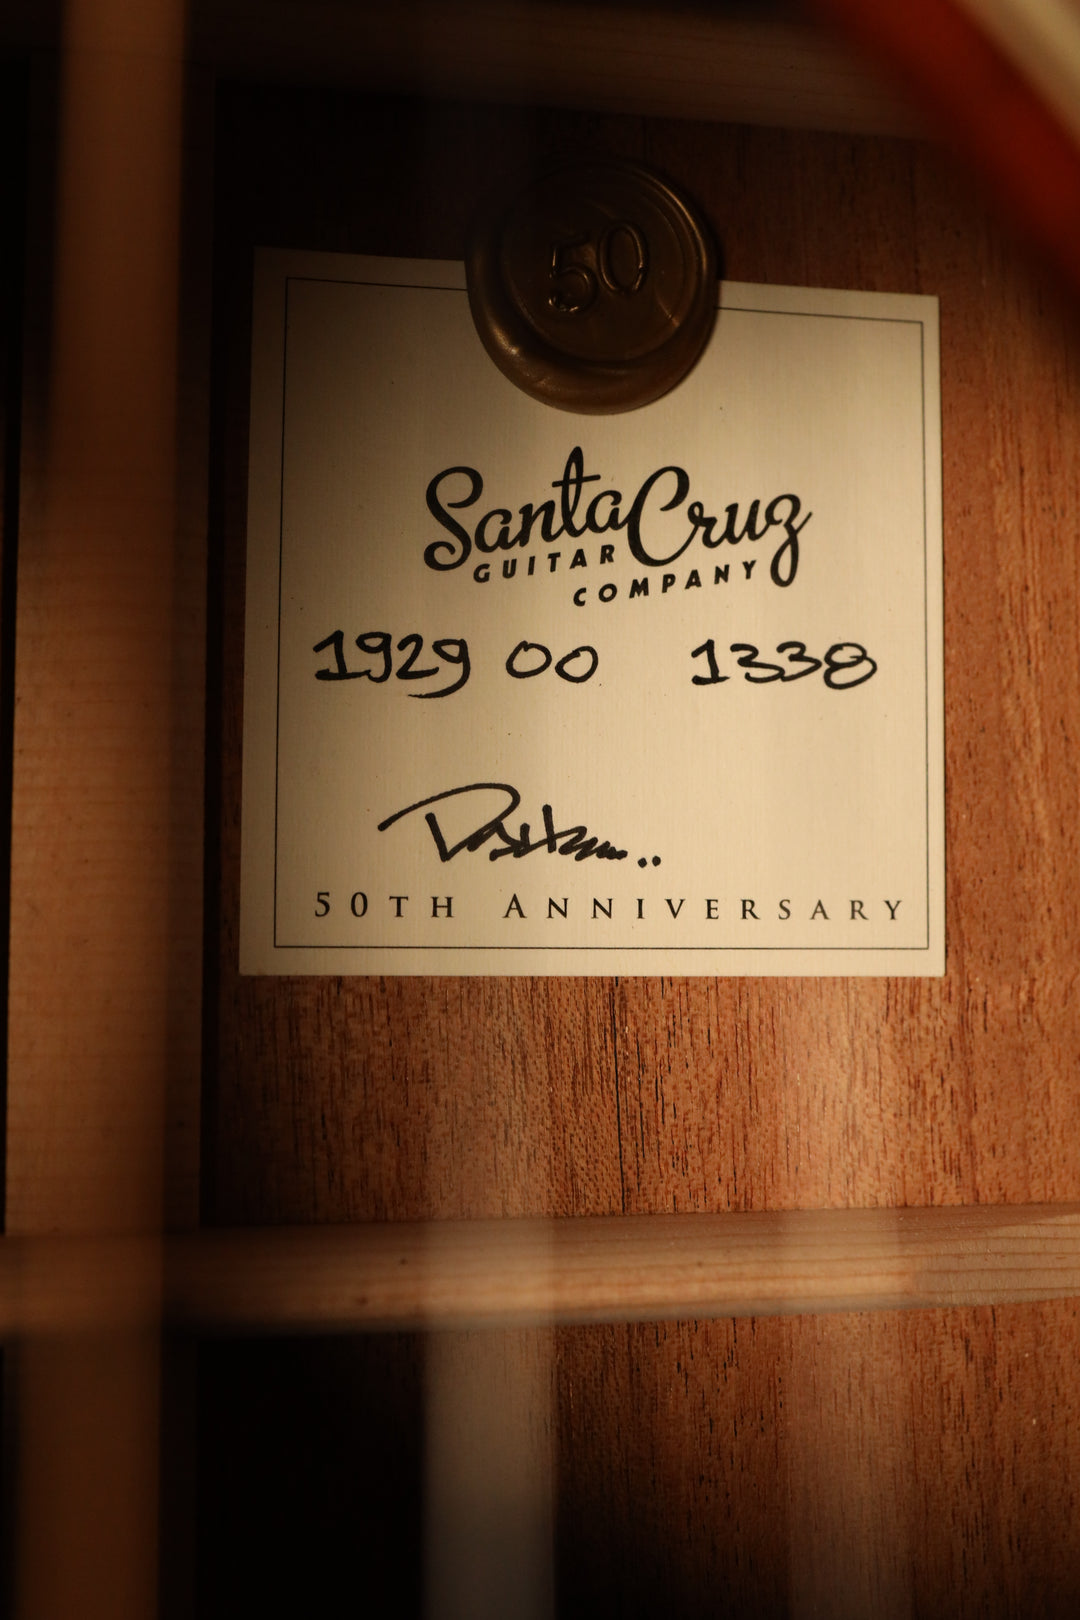 50
Santa Cruz
GUITAR
COMPANY
1929 00 1338
50TH ANNIVERSARY